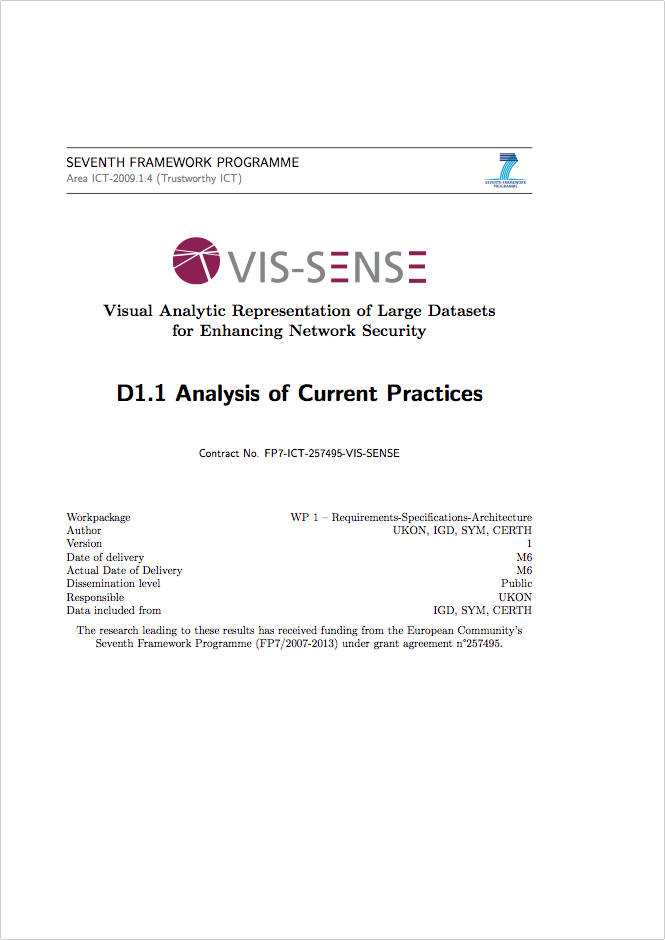 SEVENTH FRAMEWORK PROGRAMME
Area ICT-2009.1.4 (Trustworthy ICT)
7
SEVENTH FRAMEWORK
PROGRAMME
VIS-SENSE
Visual Analytic Representation of Large Datasets
for Enhancing Network Security
D1.1 Analysis of Current Practices
Contract No. FP7-ICT-257495-VIS-SENSE
Workpackage WP 1 – Requirements-Specifications-Architecture
Author UKON, IGD, SYM, CERTH
Version 1
Date of delivery M6
Actual Date of Delivery M6
Dissemination level Public
Responsible UKON
Data included from IGD, SYM, CERTH
The research leading to these results has received funding from the European Community's
Seventh Framework Programme (FP7/2007-2013) under grant agreement n°257495.